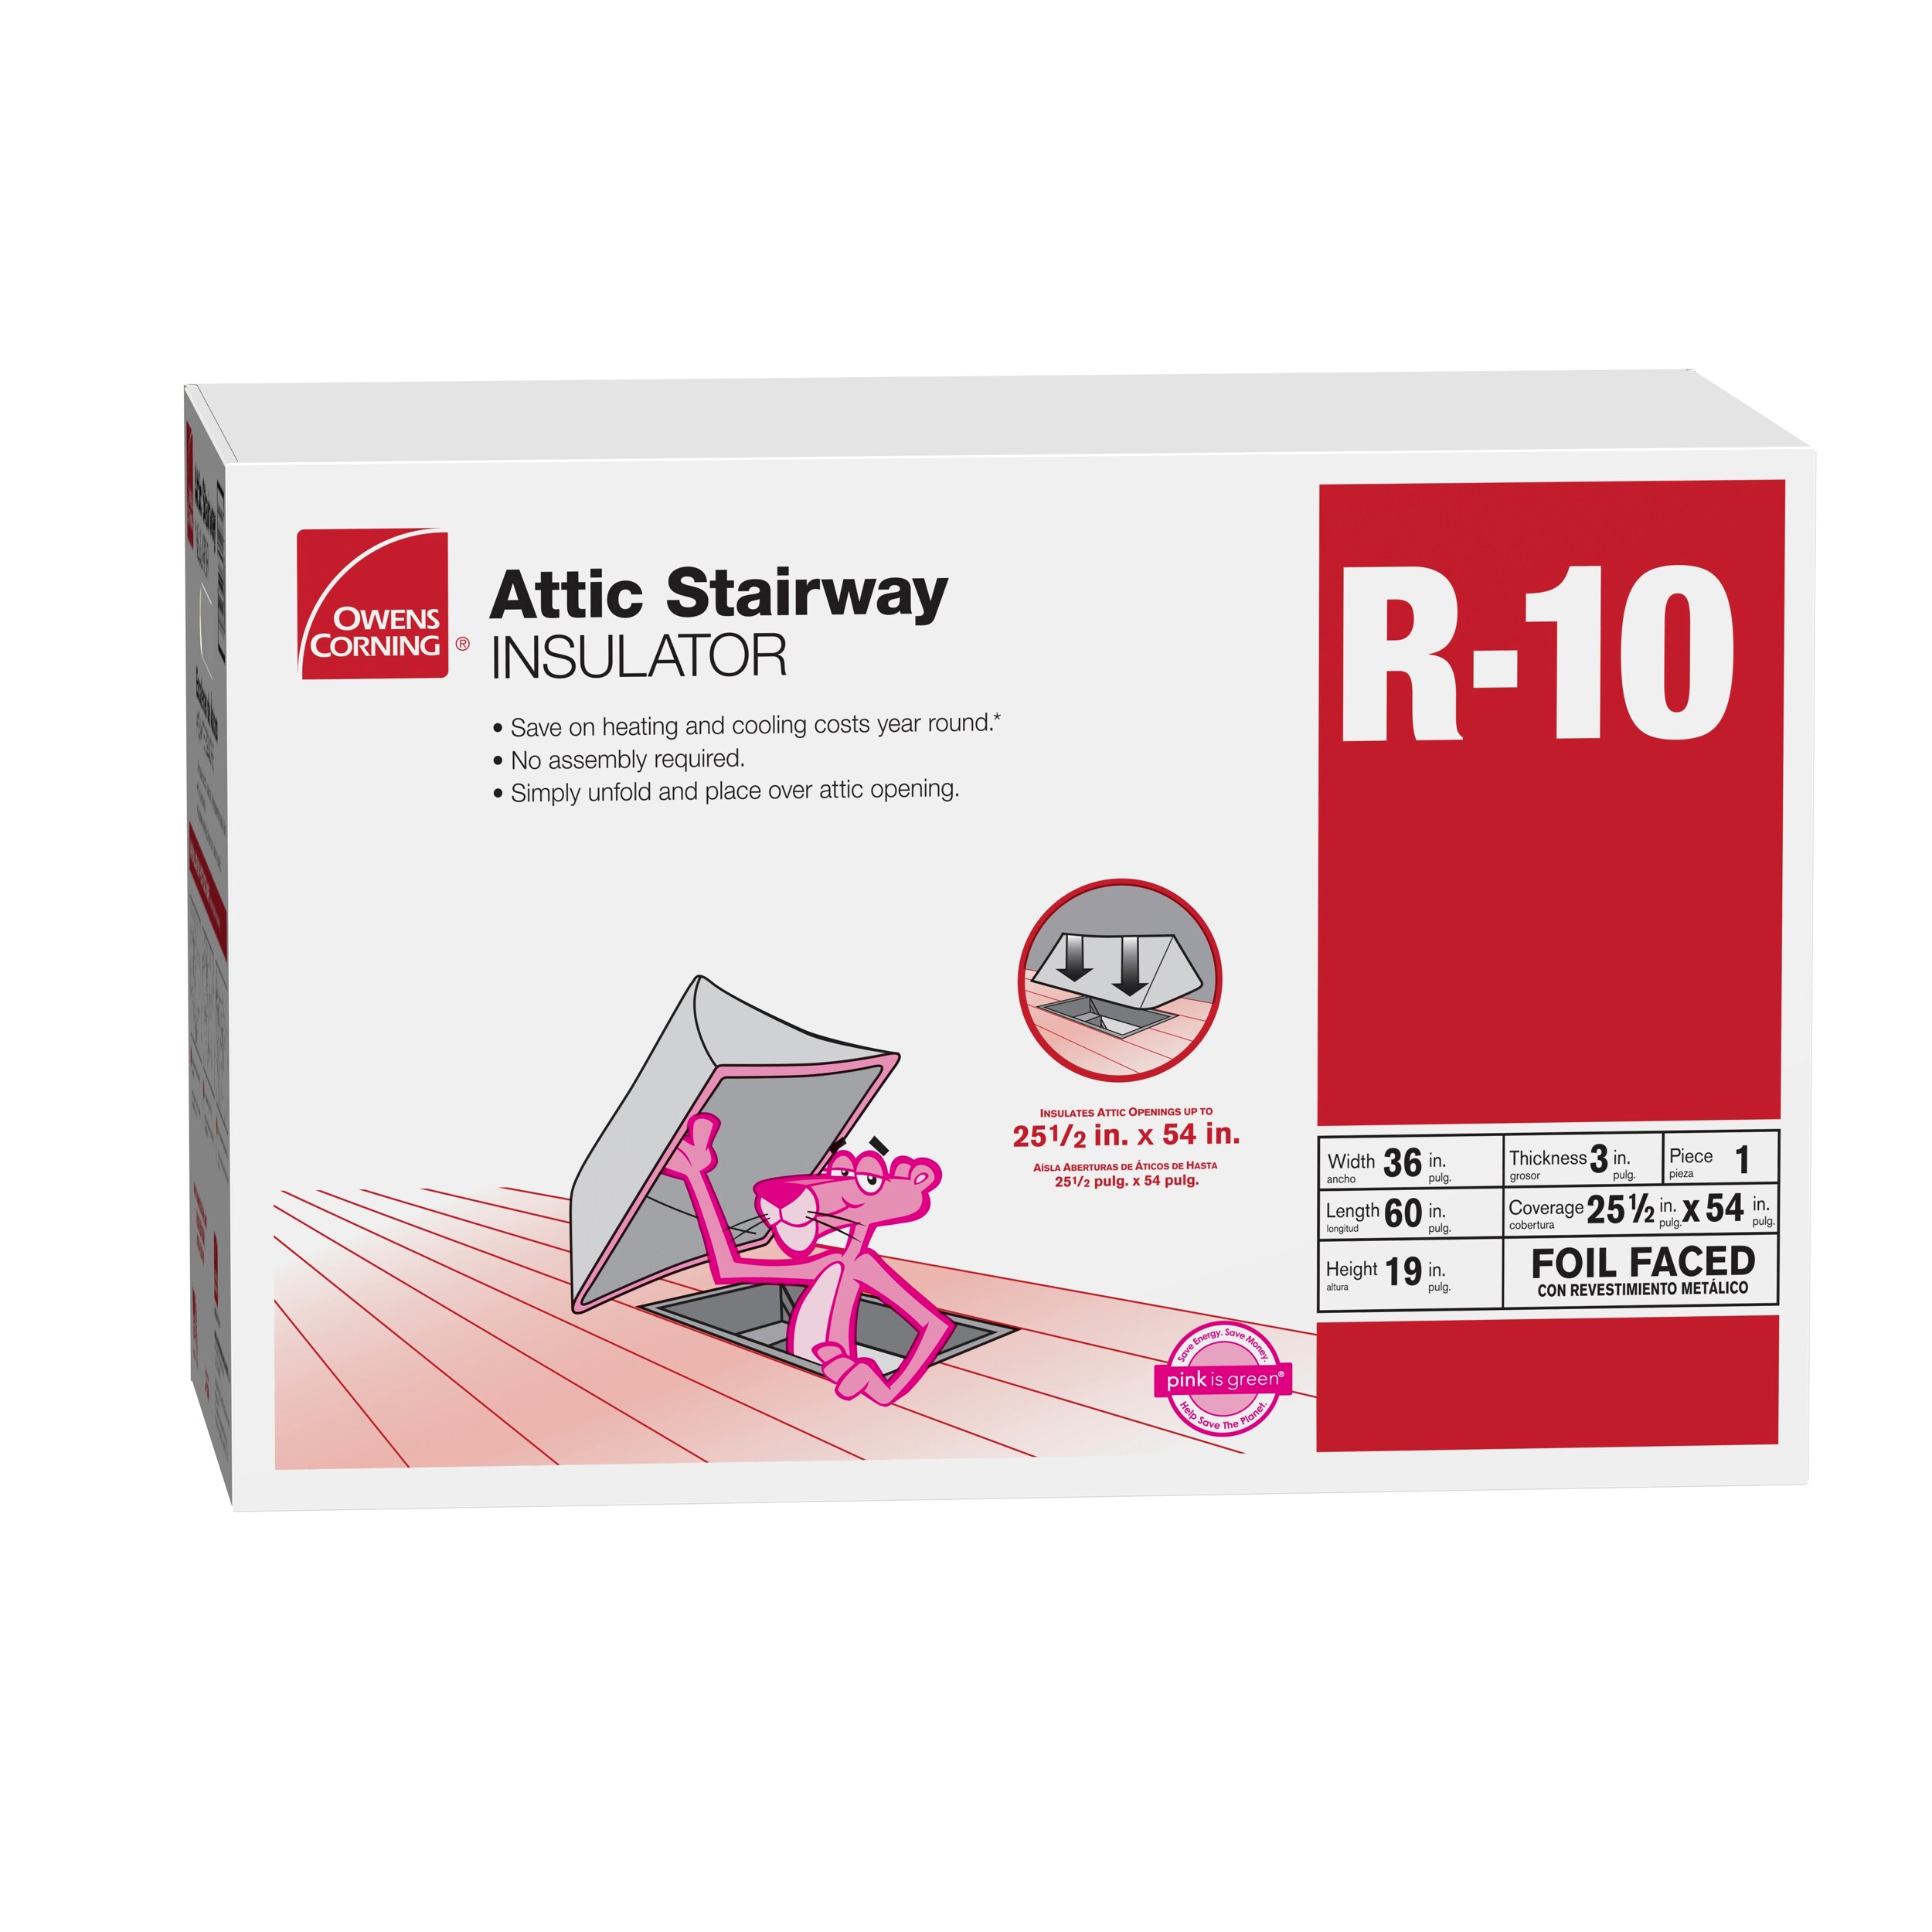 OWENS
CORNING ®
Attic Stairway
INSULATOR
• Save on heating and cooling costs year round.*
• No assembly required.
• Simply unfold and place over attic opening.
R-10
INSULATES ATTIC OPENINGS UP TO
25 1/2 in. x 54 in.
AÍSLA ABERTURAS DE ÁTICOS DE HASTA
25 1/2 pulg. x 54 pulg.
Width 36 in.
ancho pulg.
Thickness 3 in.
grosor pulg.
Piece 1
pieza
Length 60 in.
longitud pulg.
Coverage 25 ½ in. x 54 in.
cobertura pulg. pulg.
Height 19 in.
altura pulg.
FOIL FACED
CON REVESTIMIENTO METÁLICO
Save Energy. Save Money.
pink is green®
Help Save The Planet.
Attic Stairway